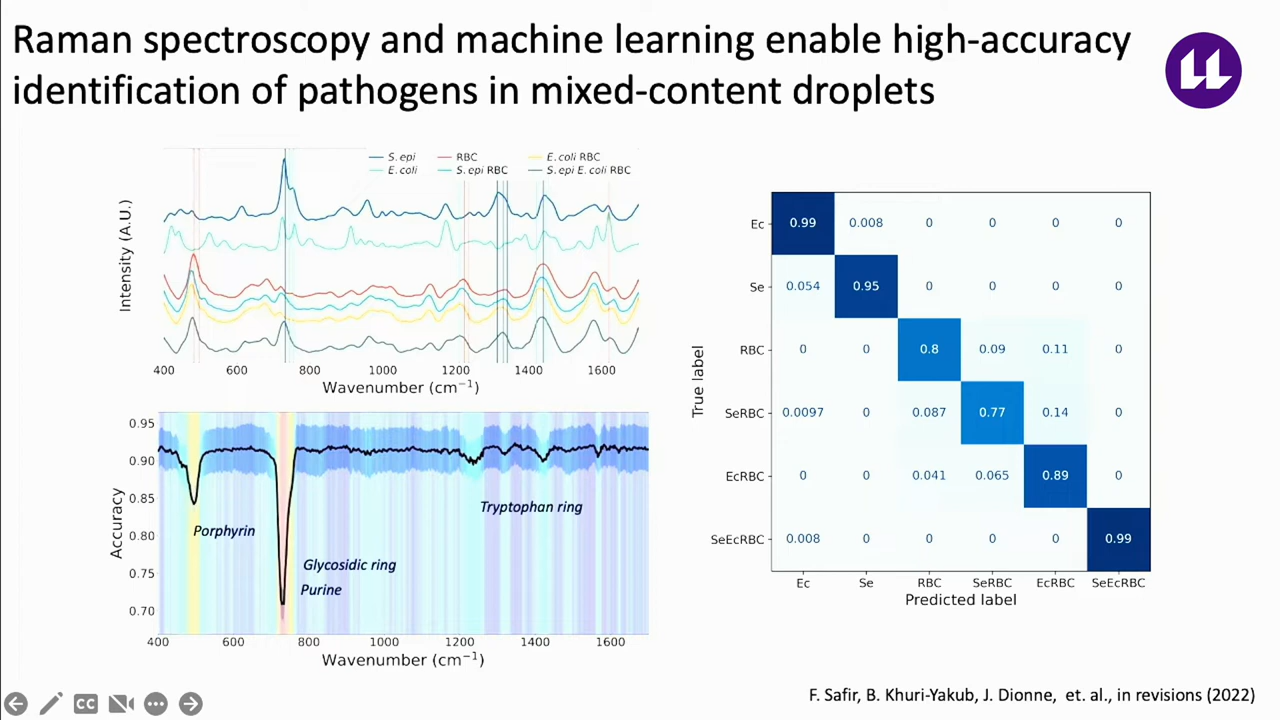 Raman spectroscopy and machine learning enable high-accuracy
identification of pathogens in mixed-content droplets
S. epi
RBC
E. coli RBC
E. coli
S. epi RBC
S. epi E. coli RBC
Intensity (A.U.)
400 600 800 1000 1200 1400 1600
Wavenumber (cm⁻¹)
0.95
0.90
0.85
0.80
0.75
0.70
Accuracy
Porphyrin
Glycosidic ring
Purine
Tryptophan ring
400 600 800 1000 1200 1400 1600
Wavenumber (cm⁻¹)
True label
Ec 0.99 0.008 0 0 0 0
Se 0.054 0.95 0 0 0 0
RBC 0 0 0.8 0.09 0.11 0
SeRBC 0.0097 0 0.087 0.77 0.14 0
EcRBC 0 0 0.041 0.065 0.89 0
SeEcRBC 0.008 0 0 0 0 0.99
Ec Se RBC SeRBC EcRBC SeEcRBC
Predicted label
CC
F. Safir, B. Khuri-Yakub, J. Dionne, et. al., in revisions (2022)